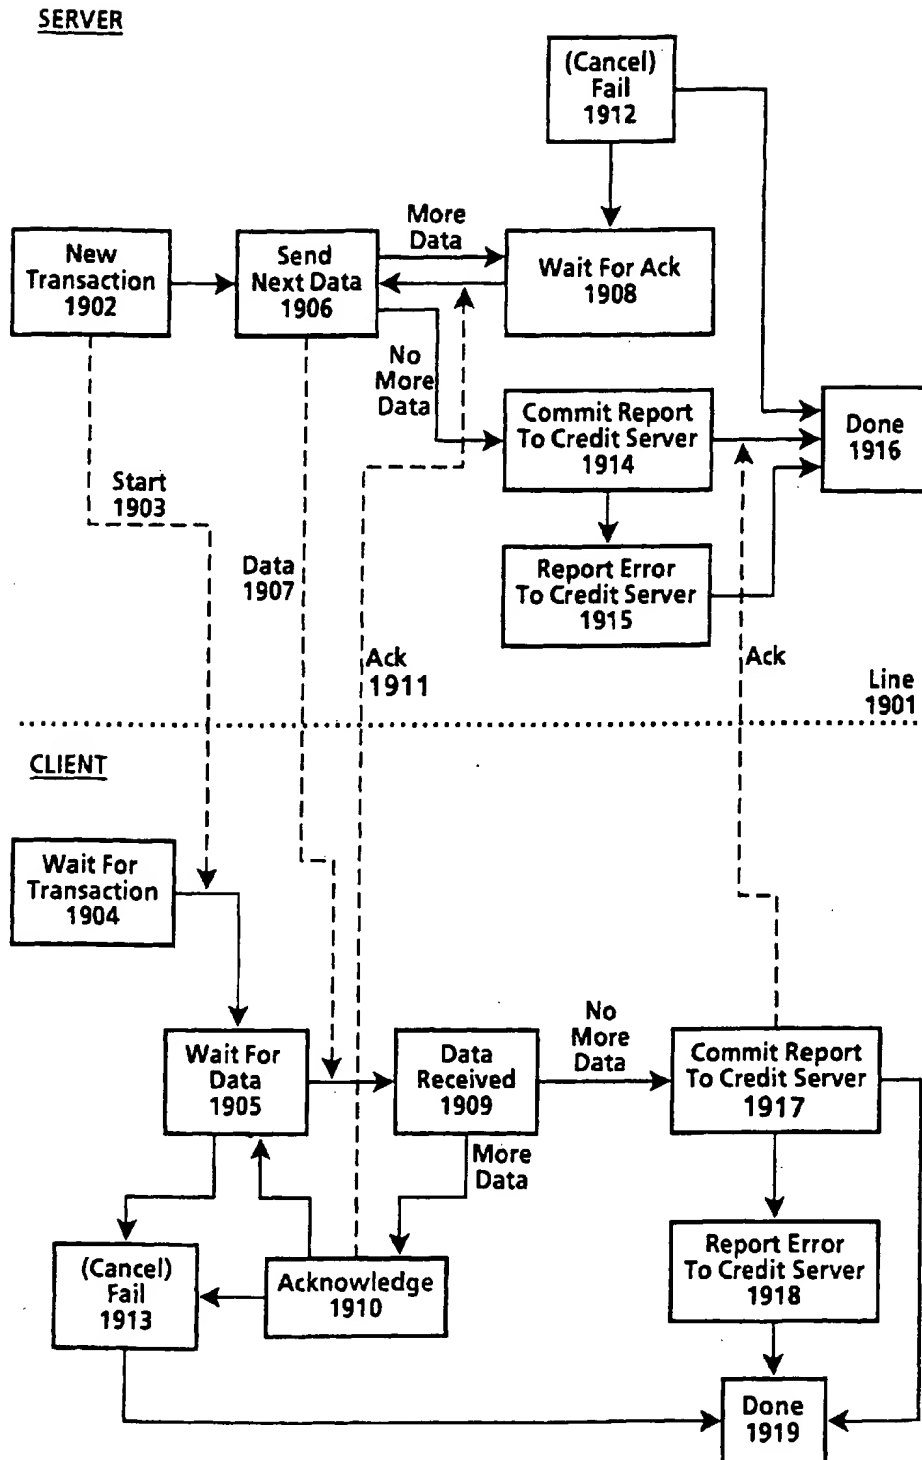 SERVER
(Cancel)
Fail
1912
New
Transaction
1902
Send
Next Data
1906
More
Data
Wait For Ack
1908
No
More
Data
Commit Report
To Credit Server
1914
Done
1916
Start
1903
Data
1907
Report Error
To Credit Server
1915
Ack
1911
Ack
Line
1901
CLIENT
Wait For
Transaction
1904
Wait For
Data
1905
Data
Received
1909
No
More
Data
Commit Report
To Credit Server
1917
More
Data
(Cancel)
Fail
1913
Acknowledge
1910
Report Error
To Credit Server
1918
Done
1919